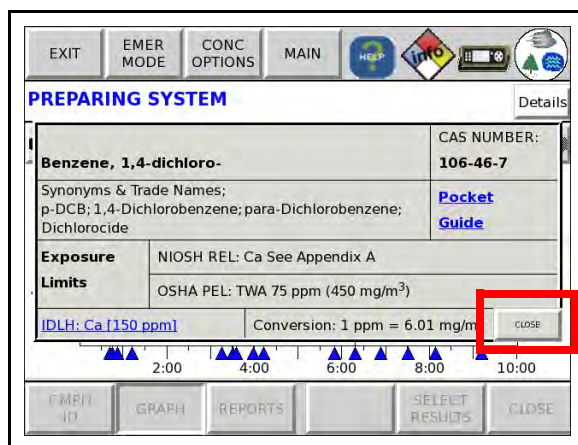 EXIT
EMER
MODE
CONC
OPTIONS
MAIN
HELP
info
PREPARING SYSTEM
Details
Benzene, 1,4-dichloro-
CAS NUMBER:
106-46-7
Synonyms & Trade Names;
p-DCB; 1,4-Dichlorobenzene; para-Dichlorobenzene;
Dichlorocide
Pocket
Guide
Exposure
Limits
NIOSH REL: Ca See Appendix A
OSHA PEL: TWA 75 ppm (450 mg/m³)
IDLH: Ca [150 ppm]
Conversion: 1 ppm = 6.01 mg/m
CLOSE
2:00 4:00 6:00 8:00 10:00
CMPD
ID
GRAPH
REPORTS
SELECT
RESULTS
CLOSE